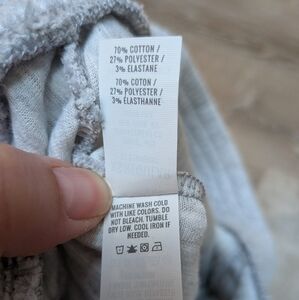 70% COTTON /
27% POLYESTER /
3% ELASTANE
70% COTON /
27% POLYESTER /
3% ELASTHANNE
MACHINE WASH COLD
WITH LIKE COLORS. DO
NOT BLEACH. TUMBLE
DRY LOW. COOL IRON IF
NEEDED.